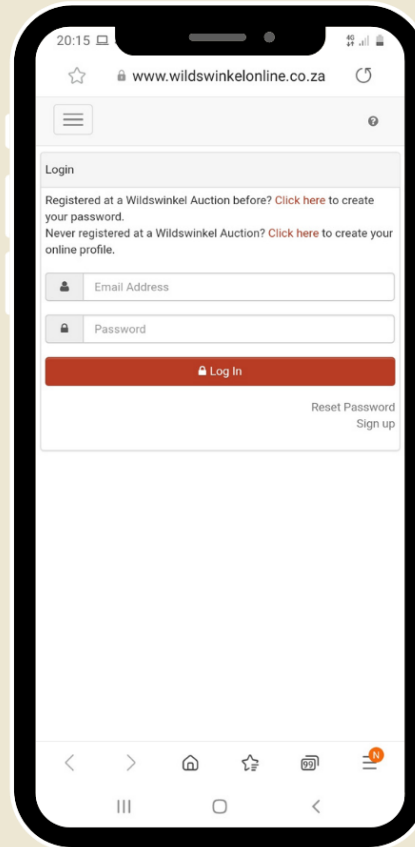 20:15
4G
www.wildswinkelonline.co.za
Login
Registered at a Wildswinkel Auction before? Click here to create
your password.
Never registered at a Wildswinkel Auction? Click here to create your
online profile.
Email Address
Password
Log In
Reset Password
Sign up
99
N